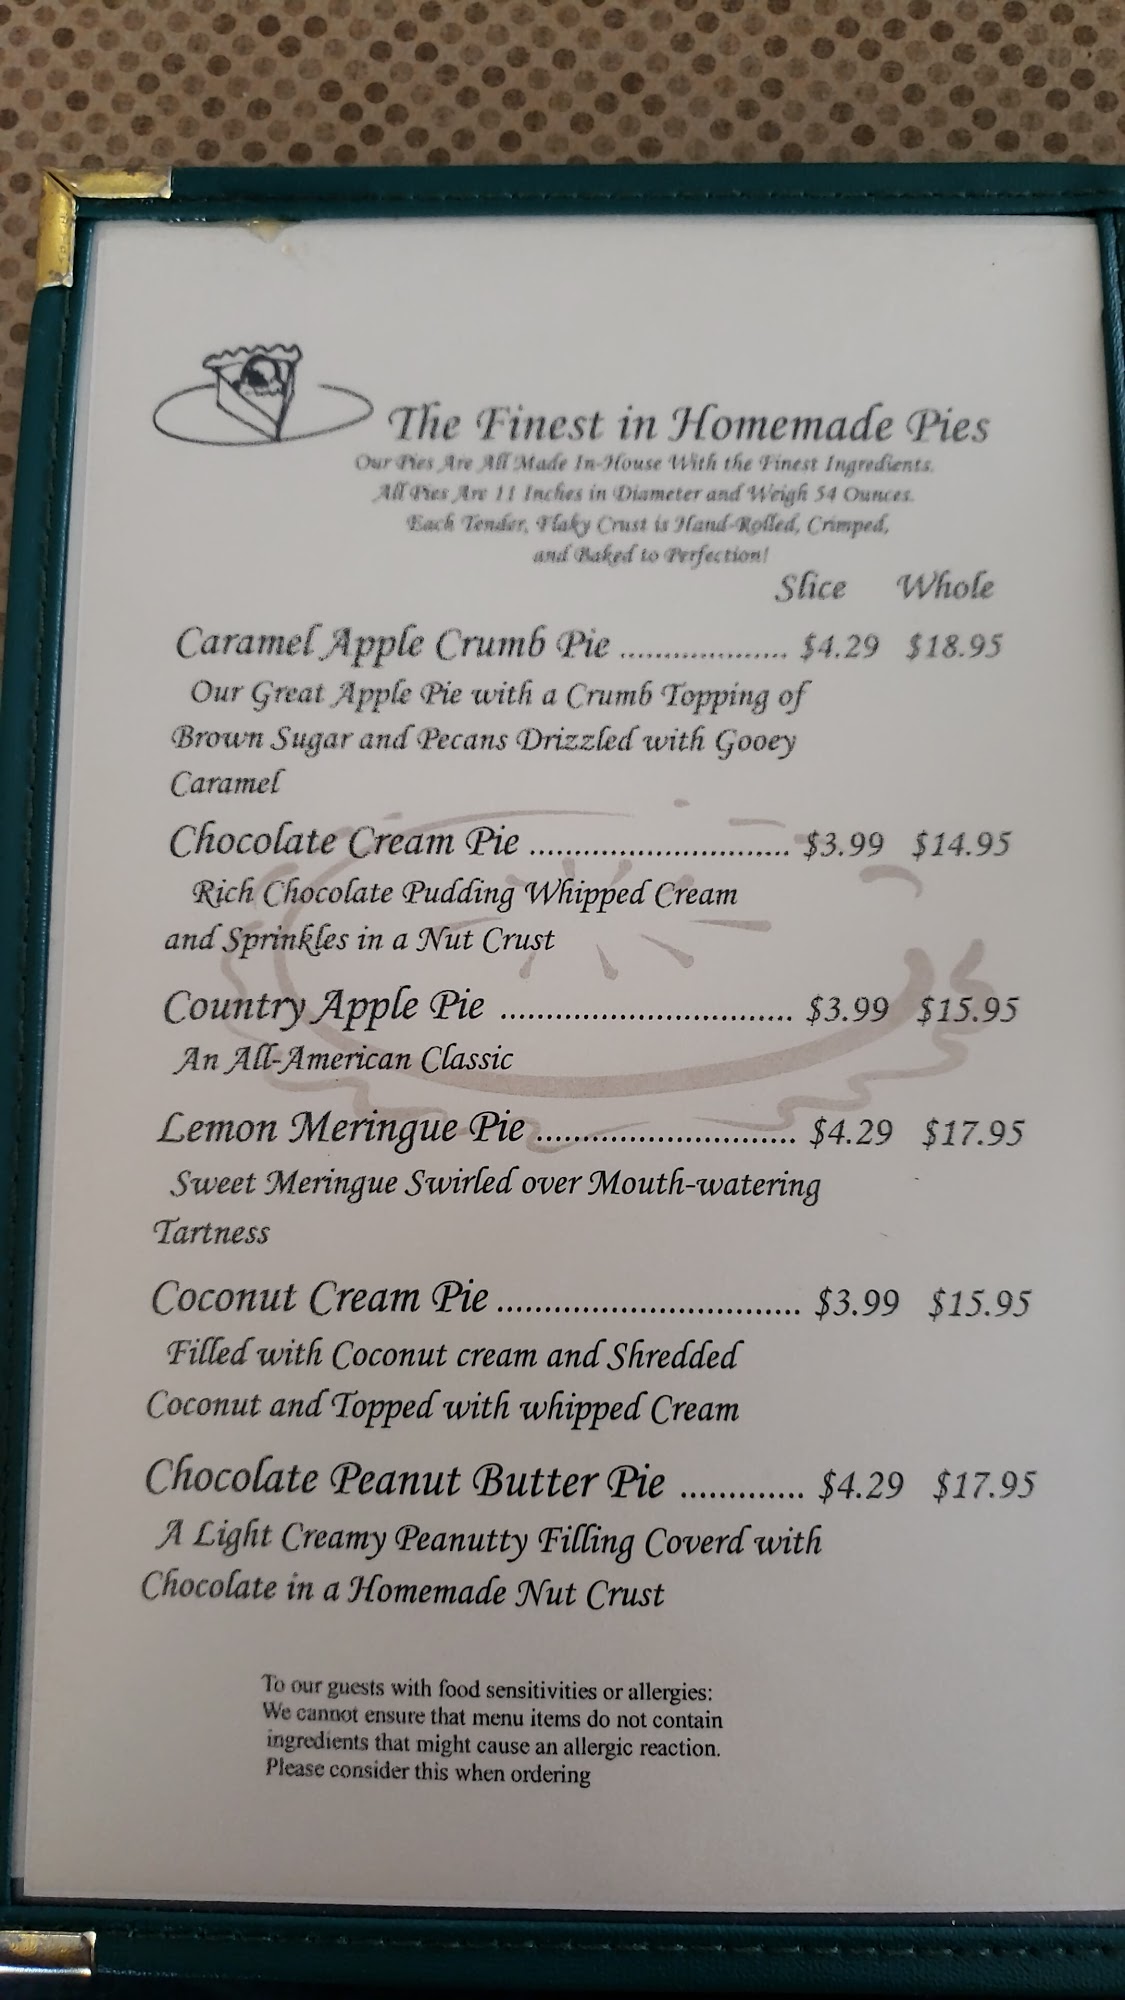 The Finest in Homemade Pies
Our Pies Are All Made In-House With the Finest Ingredients.
All Pies Are 11 Inches in Diameter and Weigh 54 Ounces.
Each Tender, Flaky Crust is Hand-Rolled, Crimped,
and Baked to Perfection!
Slice Whole
Caramel Apple Crumb Pie ................... $4.29 $18.95
Our Great Apple Pie with a Crumb Topping of
Brown Sugar and Pecans Drizzled with Gooey
Caramel
Chocolate Cream Pie ............................. $3.99 $14.95
Rich Chocolate Pudding Whipped Cream
and Sprinkles in a Nut Crust
Country Apple Pie ................................ $3.99 $15.95
An All-American Classic
Lemon Meringue Pie ............................ $4.29 $17.95
Sweet Meringue Swirled over Mouth-watering
Tartness
Coconut Cream Pie ................................ $3.99 $15.95
Filled with Coconut cream and Shredded
Coconut and Topped with whipped Cream
Chocolate Peanut Butter Pie ............. $4.29 $17.95
A Light Creamy Peanutty Filling Coverd with
Chocolate in a Homemade Nut Crust
To our guests with food sensitivities or allergies:
We cannot ensure that menu items do not contain
ingredients that might cause an allergic reaction.
Please consider this when ordering